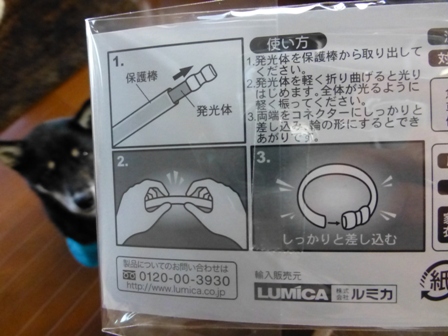 使い方
1.発光体を保護棒から取り出して
ください。
2.発光体を軽く折り曲げると光り
はじめます。全体が光るように
軽く振ってください。
3.両端をコネクターにしっかりと
差し込み、輪の形にするとでき
あがりです。
1.
保護棒
発光体
2.
3.
しっかりと差し込む
製品についてのお問い合わせは
0120-00-3930
http://www.lumica.co.jp
輸入販売元
LUMICA 株式会社 ルミカ
紙